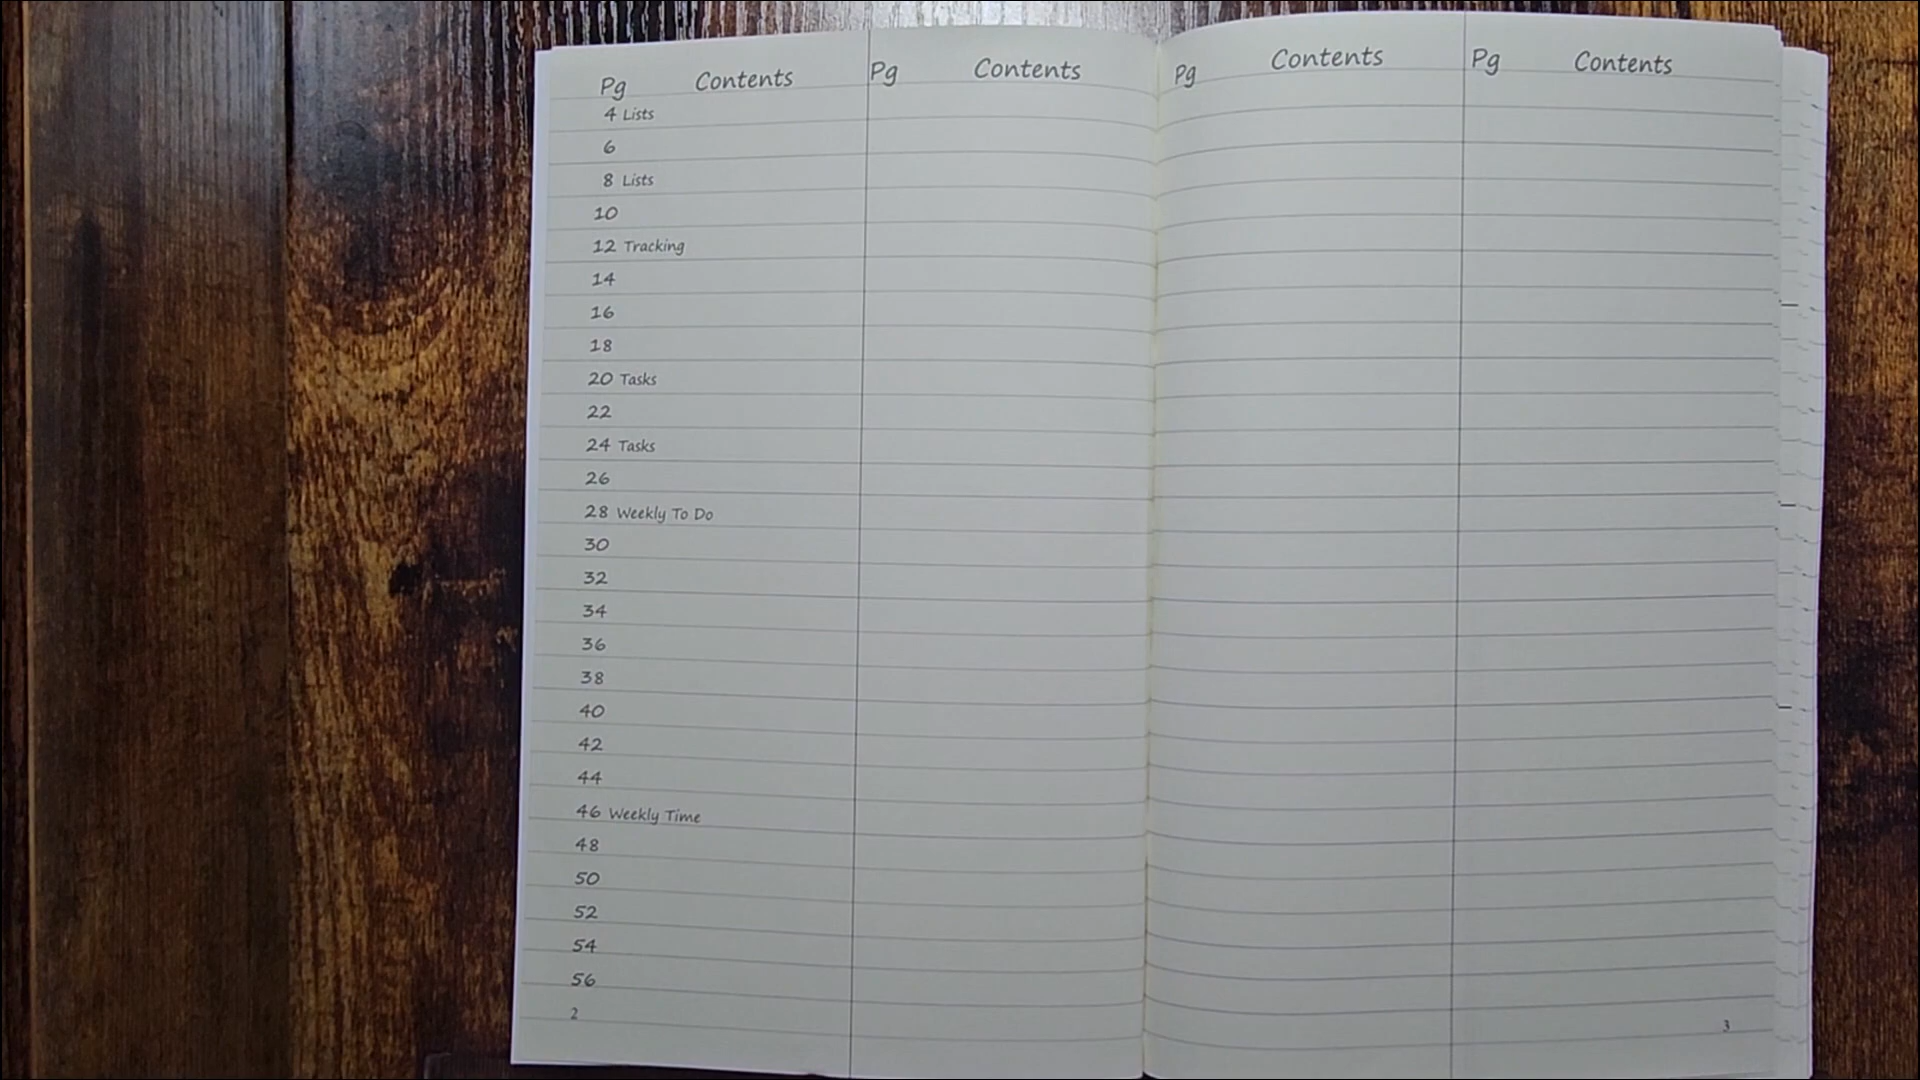 Pg Contents Pg Contents Pg Contents Pg Contents
4 Lists
6
8 Lists
10
12 Tracking
14
16
18
20 Tasks
22
24 Tasks
26
28 Weekly To Do
30
32
34
36
38
40
42
44
46 Weekly Time
48
50
52
54
56
2
3